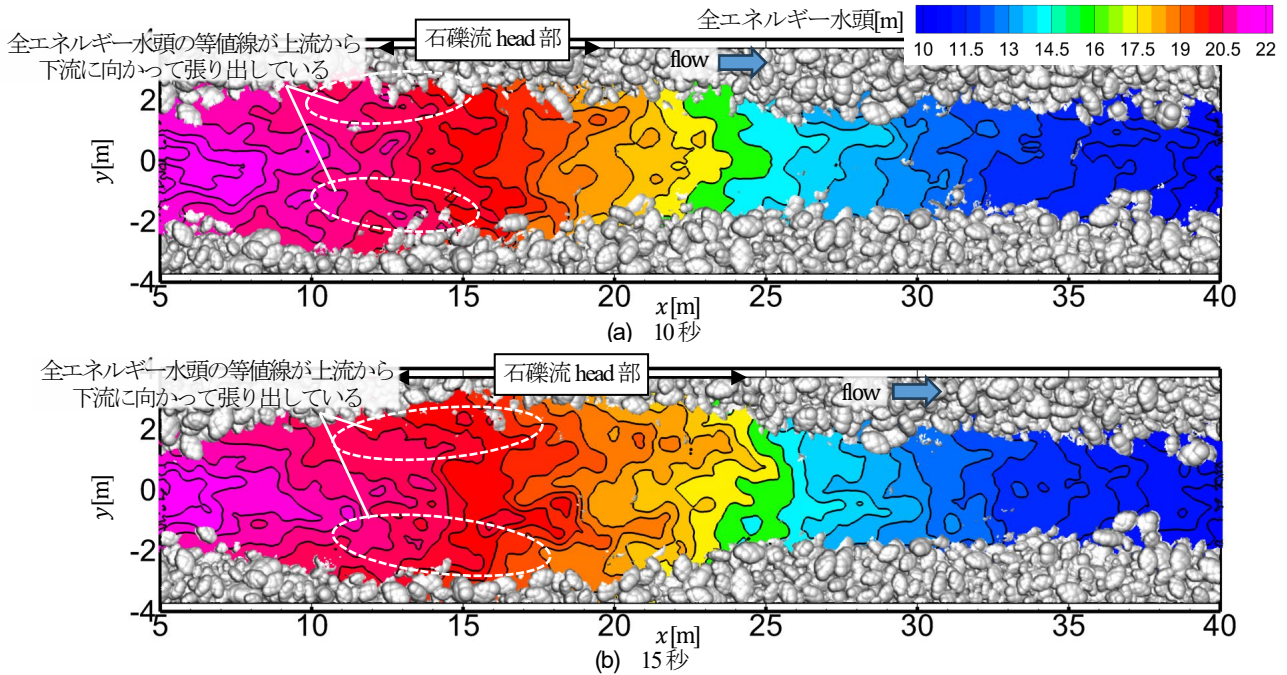 全エネルギー水頭[m]
10 11.5 13 14.5 16 17.5 19 20.5 22
全エネルギー水頭の等値線が上流から
下流に向かって張り出している
石礫流 head 部
flow
y[m]
2
0
-2
-4
5 10 15 20 25 30 35 40
x[m]
(a) 10秒
全エネルギー水頭の等値線が上流から
下流に向かって張り出している
石礫流 head 部
flow
y[m]
2
0
-2
-4
5 10 15 20 25 30 35 40
x[m]
(b) 15秒